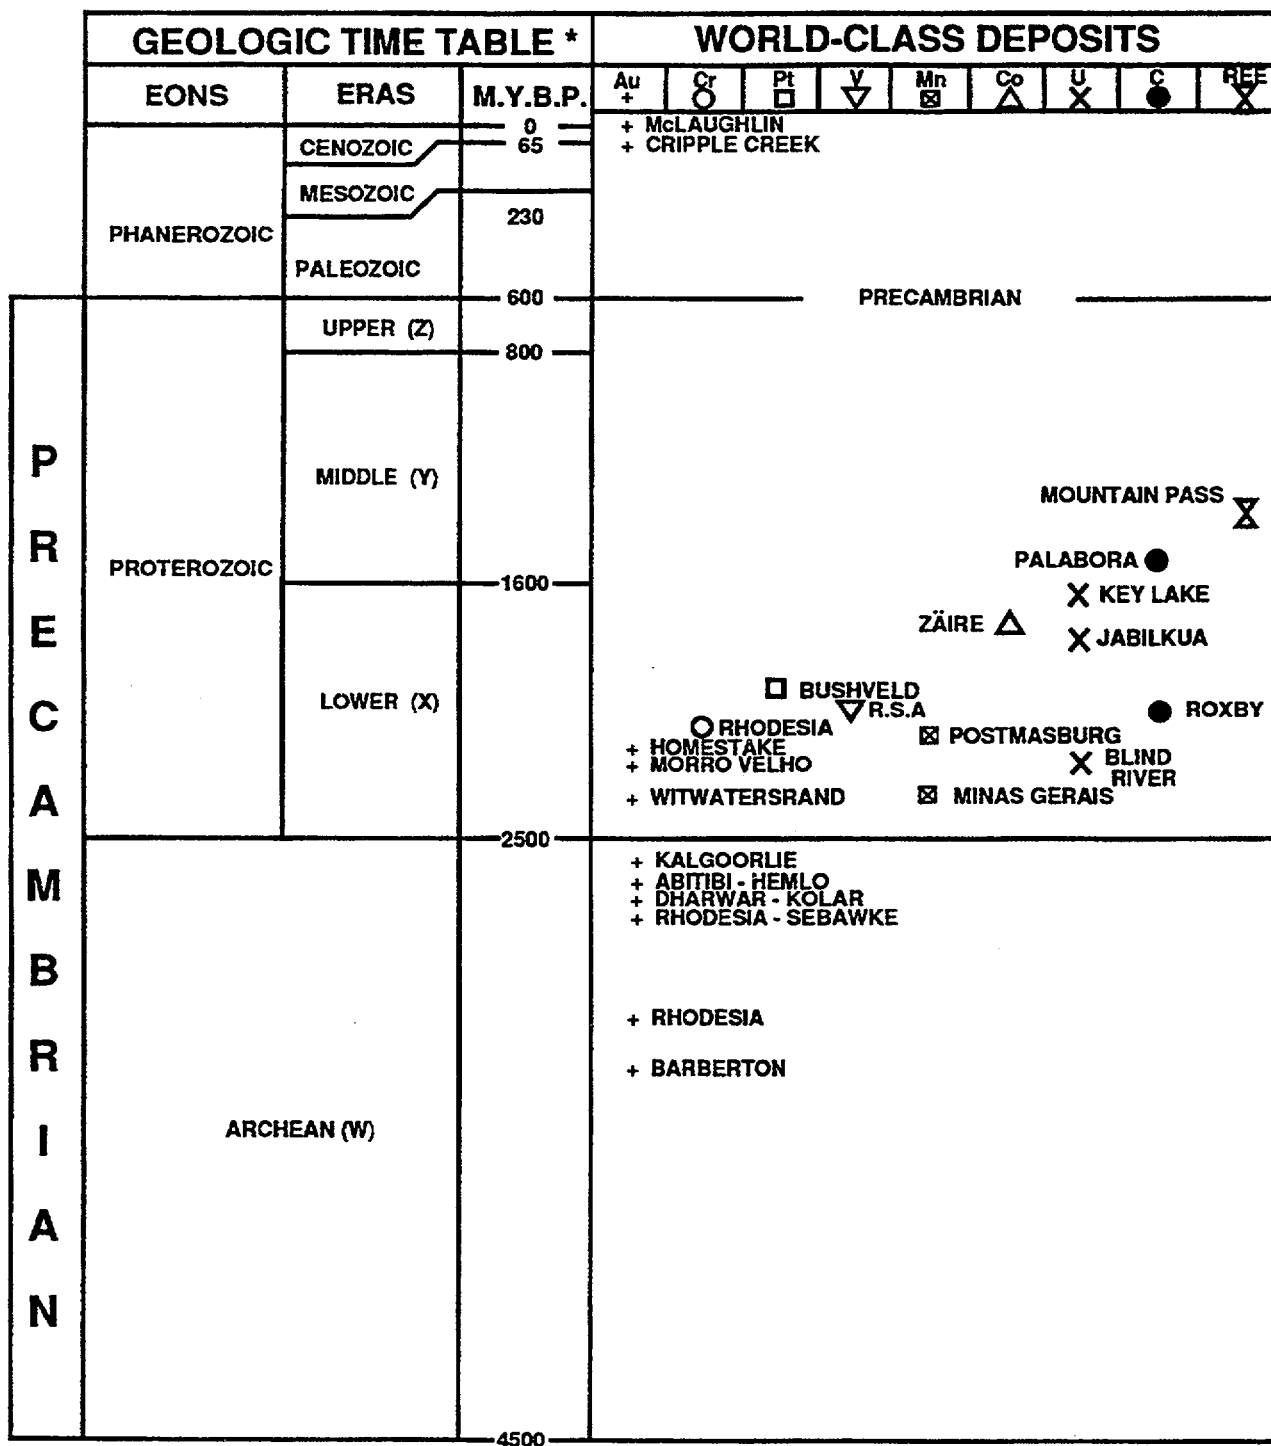 GEOLOGIC TIME TABLE *
WORLD-CLASS DEPOSITS
EONS ERAS M.Y.B.P.
Au Cr Pt V Mn Co U C REE
+
0
+ McLAUGHLIN
CENOZOIC 65
+ CRIPPLE CREEK
MESOZOIC
230
PHANEROZOIC
PALEOZOIC
600
PRECAMBRIAN
UPPER (Z)
800
MIDDLE (Y)
MOUNTAIN PASS
PALABORA
PROTEROZOIC
1600
KEY LAKE
ZÄIRE
JABILKUA
BUSHVELD
LOWER (X)
R.S.A
ROXBY
RHODESIA
POSTMASBURG
+ HOMESTAKE
+ MORRO VELHO
BLIND
RIVER
+ WITWATERSRAND
MINAS GERAIS
2500
+ KALGOORLIE
+ ABITIBI - HEMLO
+ DHARWAR - KOLAR
+ RHODESIA - SEBAWKE
+ RHODESIA
+ BARBERTON
ARCHEAN (W)
4500
P
R
E
C
A
M
B
R
I
A
N